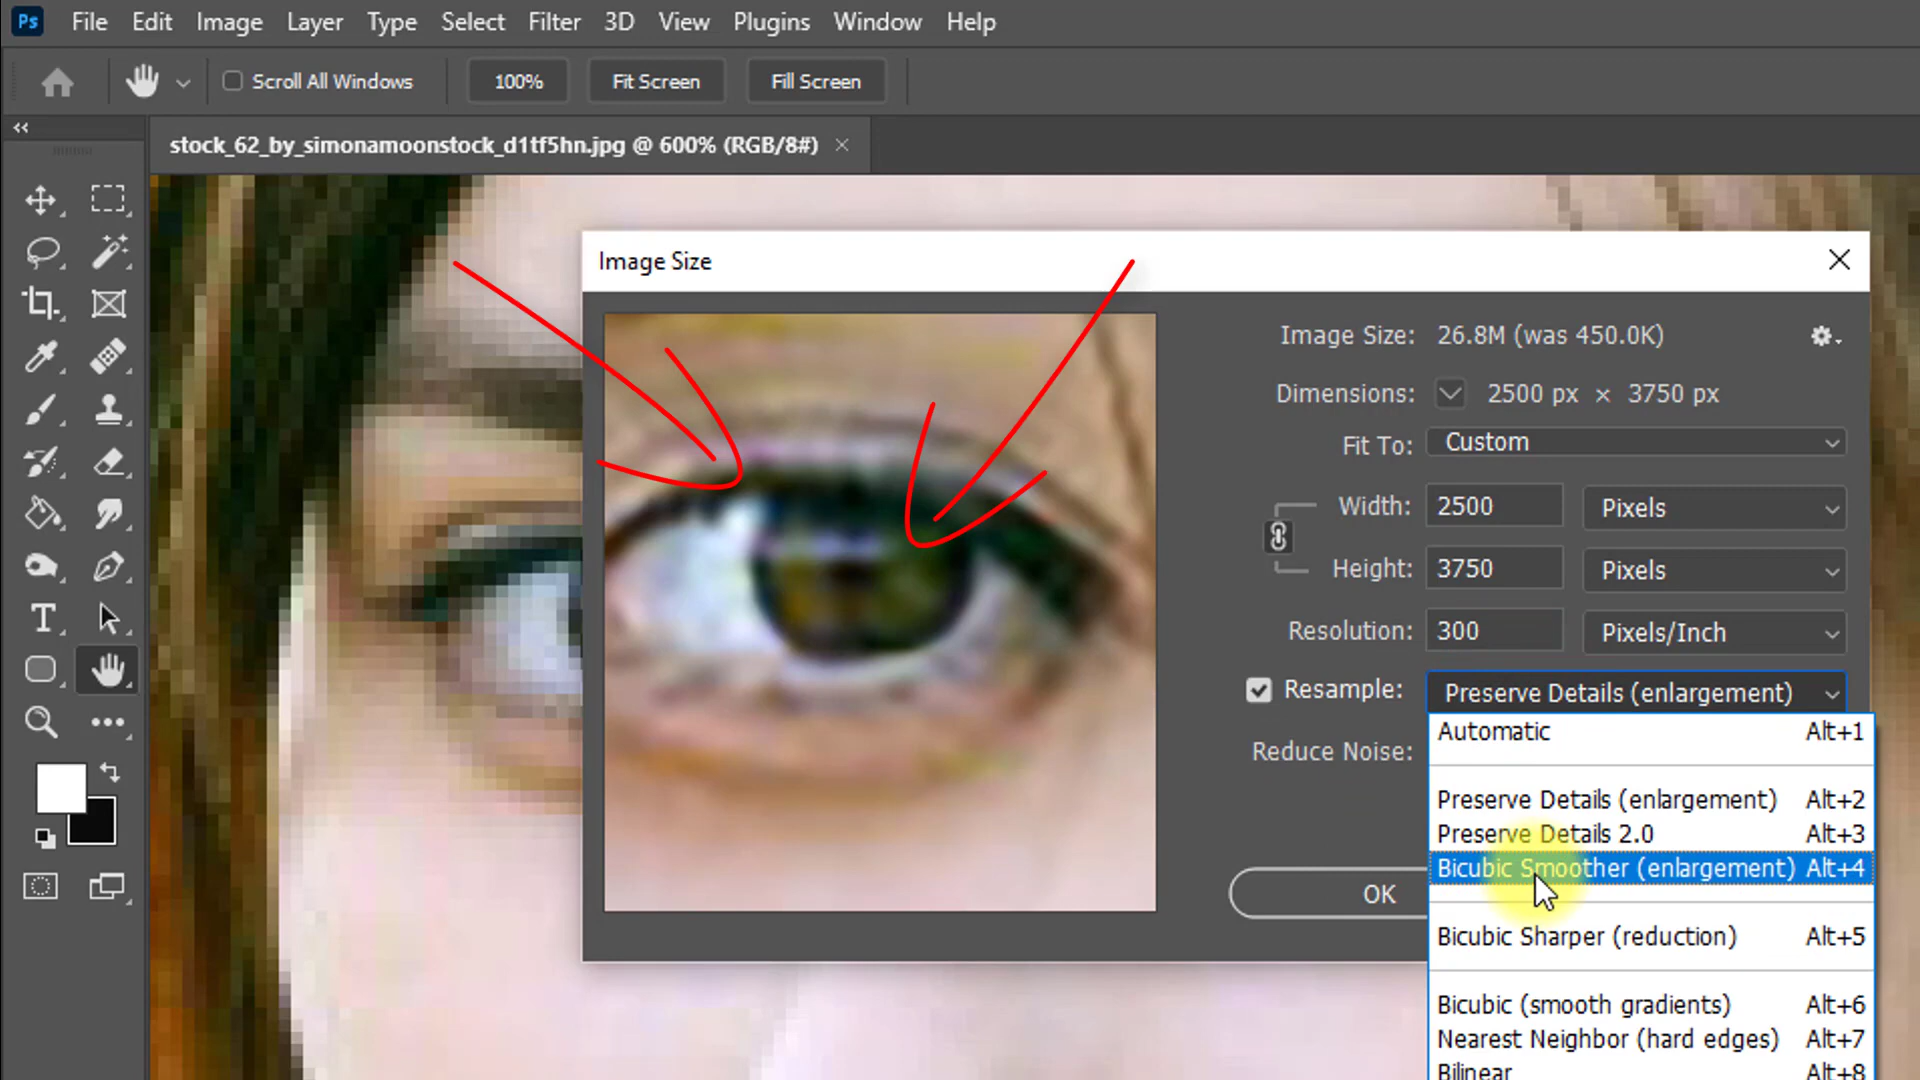 Ps File Edit Image Layer Type Select Filter 3D View Plugins Window Help
Scroll All Windows 100% Fit Screen Fill Screen
stock_62_by_simonamoonstock_d1tf5hn.jpg @ 600% (RGB/8#)
Image Size
Image Size: 26.8M (was 450.0K)
Dimensions: 2500 px × 3750 px
Fit To: Custom
Width: 2500 Pixels
Height: 3750 Pixels
Resolution: 300 Pixels/Inch
Resample: Preserve Details (enlargement)
Automatic Alt+1
Reduce Noise:
Preserve Details (enlargement) Alt+2
Preserve Details 2.0 Alt+3
Bicubic Smoother (enlargement) Alt+4
OK
Bicubic Sharper (reduction) Alt+5
Bicubic (smooth gradients) Alt+6
Nearest Neighbor (hard edges) Alt+7
Bilinear Alt+8